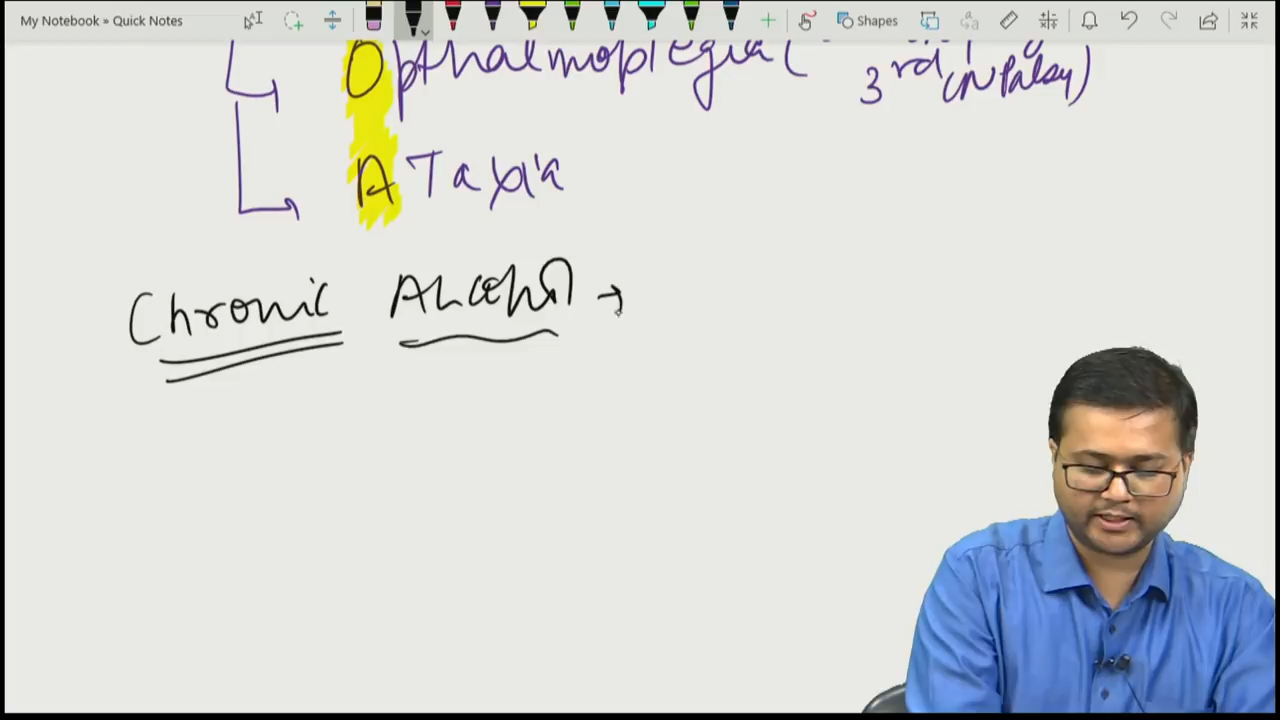 My Notebook » Quick Notes
Shapes
Opthalmoplegia (
3rd CN Palsy)
ATaxia
Chronic Alcohol →